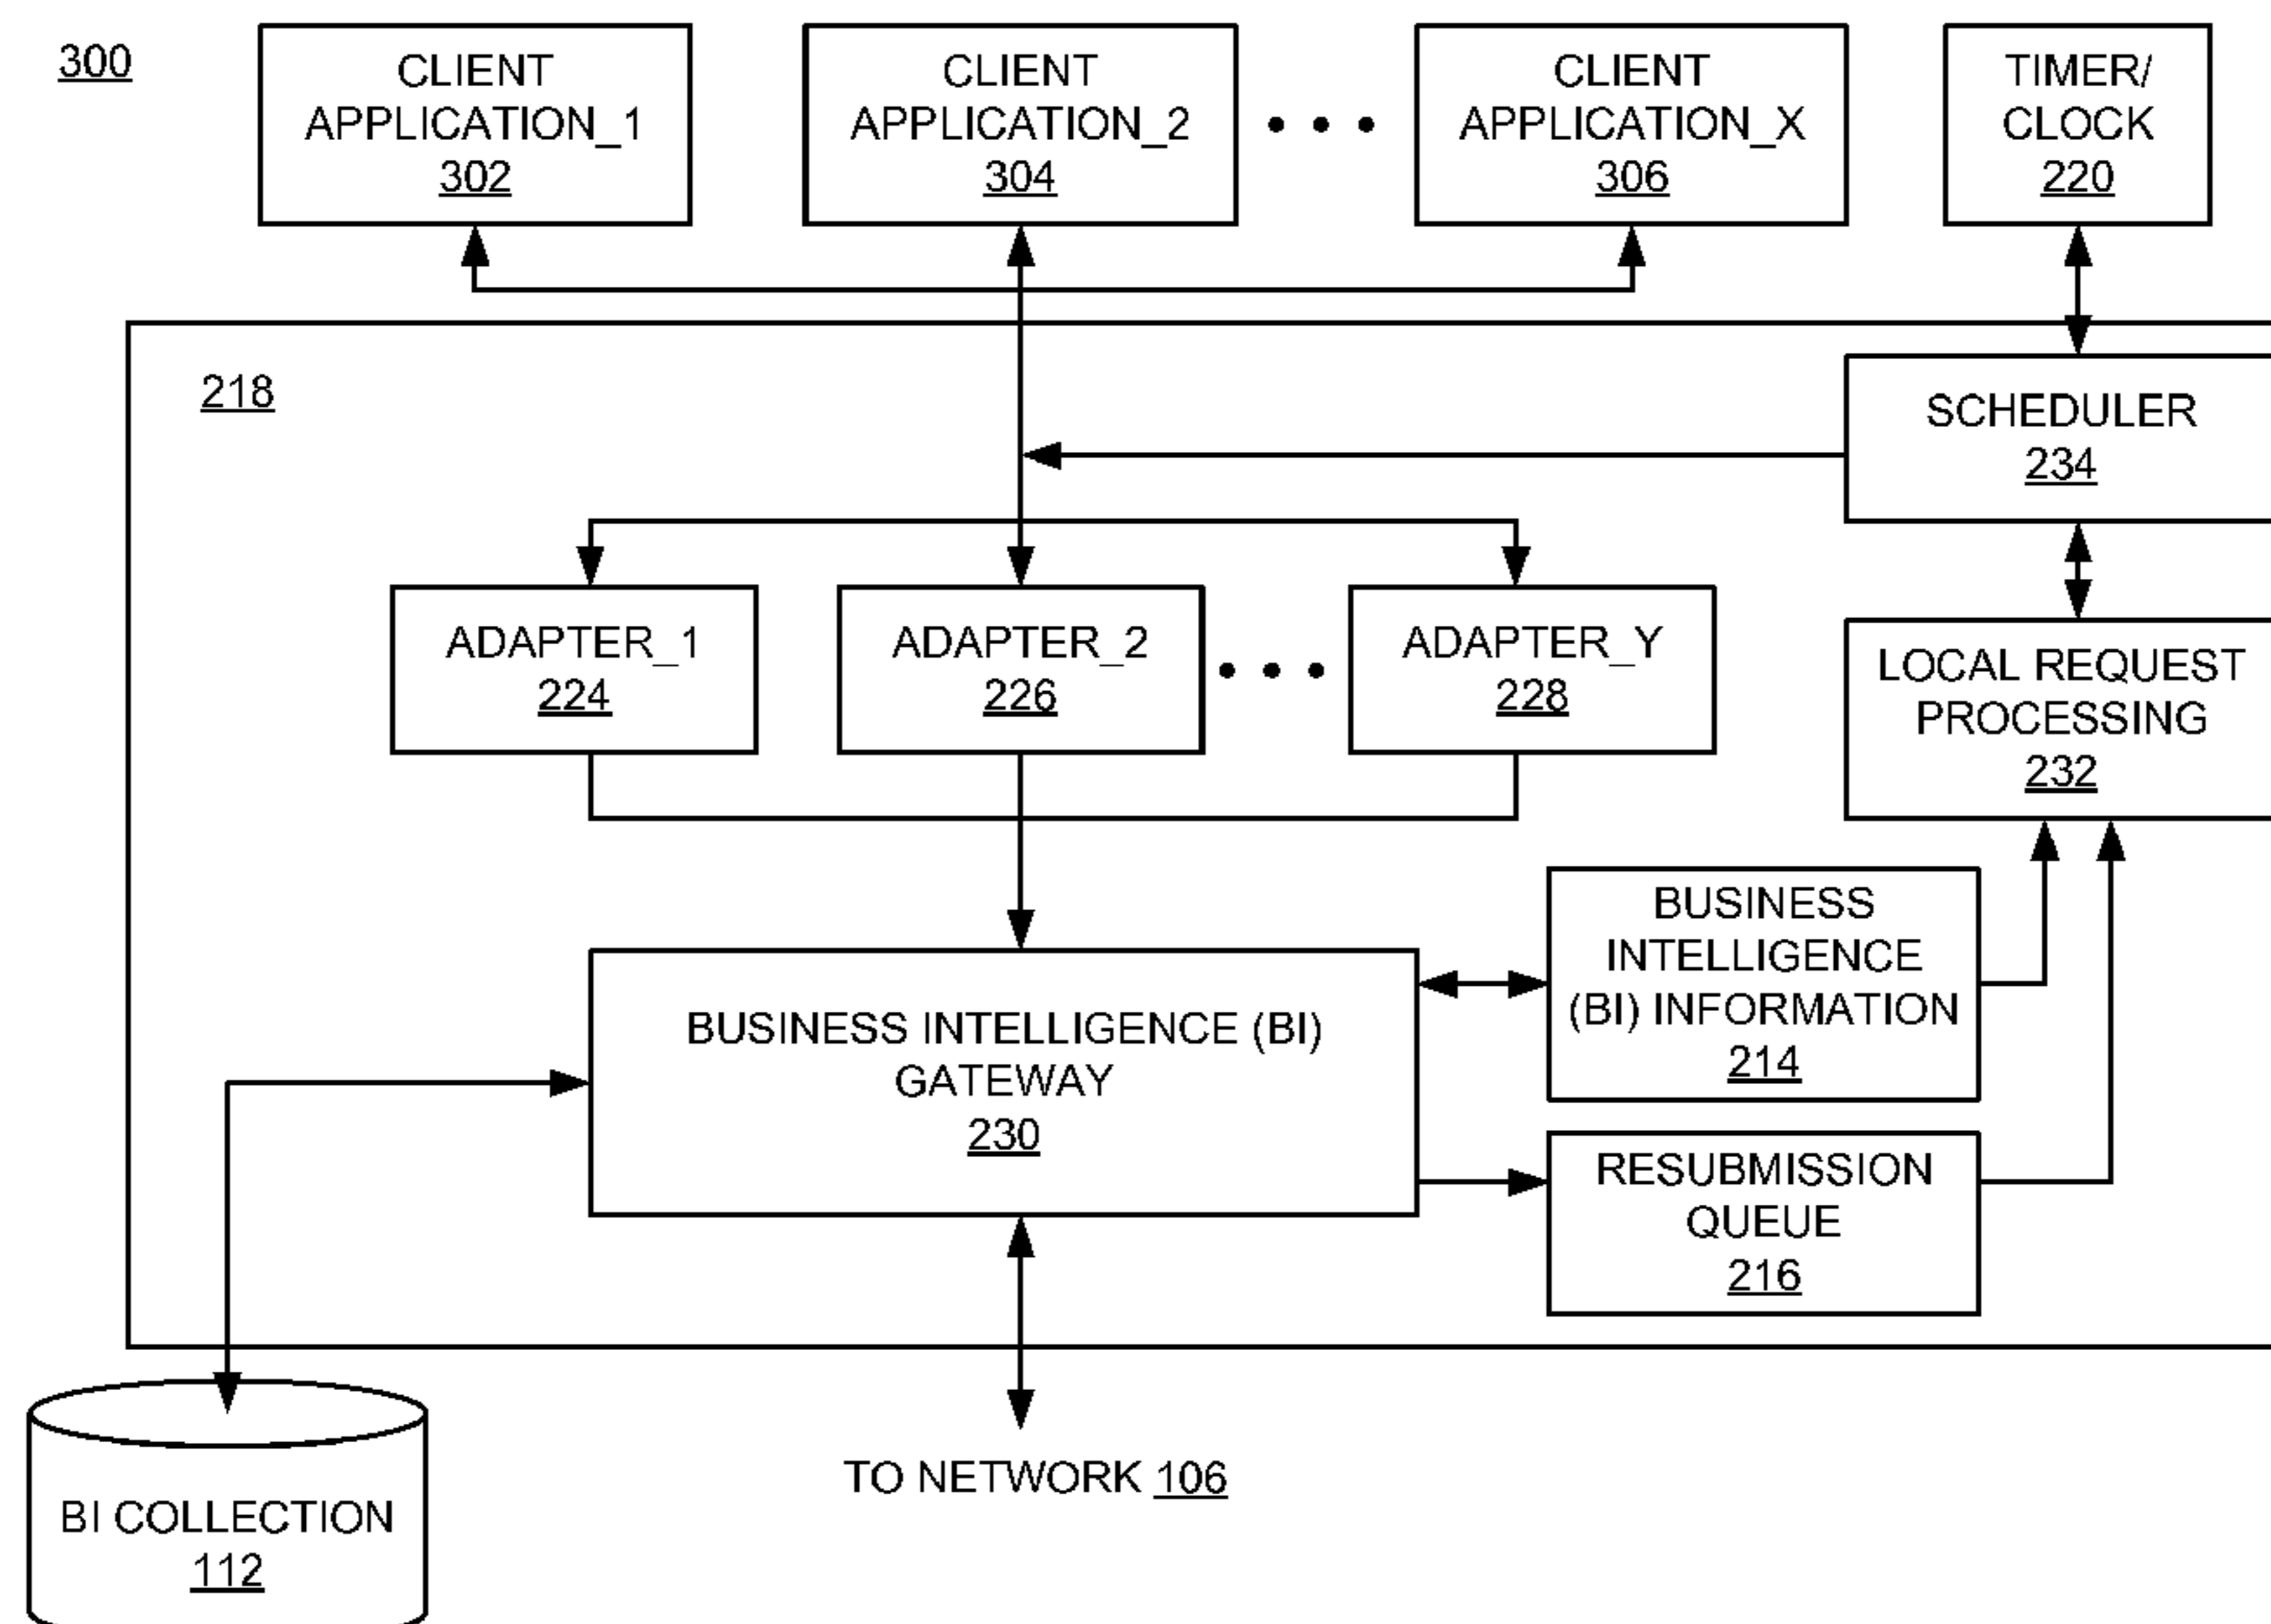 300
CLIENT
APPLICATION_1
302
CLIENT
APPLICATION_2
304
CLIENT
APPLICATION_X
306
TIMER/
CLOCK
220
218
SCHEDULER
234
ADAPTER_1
224
ADAPTER_2
226
ADAPTER_Y
228
LOCAL REQUEST
PROCESSING
232
BUSINESS INTELLIGENCE (BI)
GATEWAY
230
BUSINESS
INTELLIGENCE
(BI) INFORMATION
214
RESUBMISSION
QUEUE
216
TO NETWORK 106
BI COLLECTION
112